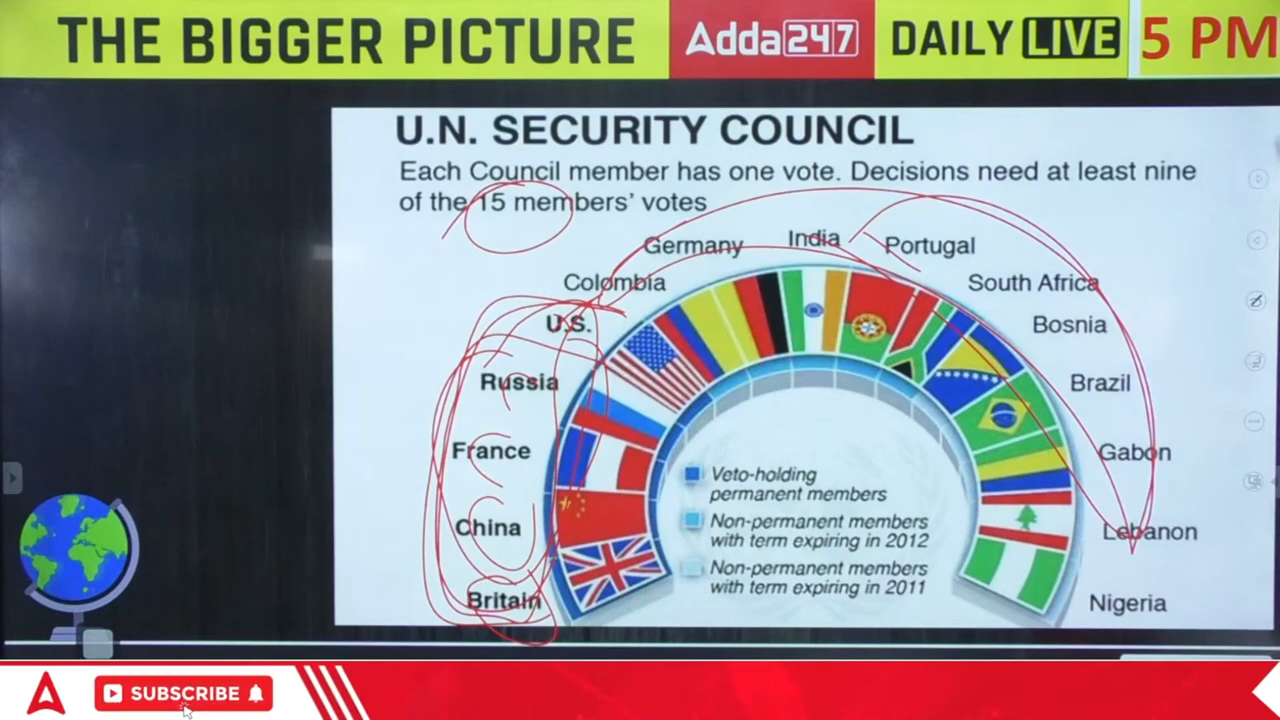 THE BIGGER PICTURE
Adda247
DAILY LIVE
5 PM
U.N. SECURITY COUNCIL
Each Council member has one vote. Decisions need at least nine
of the 15 members' votes
Germany
India
Portugal
Colombia
South Africa
U.S.
Bosnia
Russia
Brazil
France
Gabon
China
Lebanon
Britain
Nigeria
Veto-holding
permanent members
Non-permanent members
with term expiring in 2012
Non-permanent members
with term expiring in 2011
SUBSCRIBE